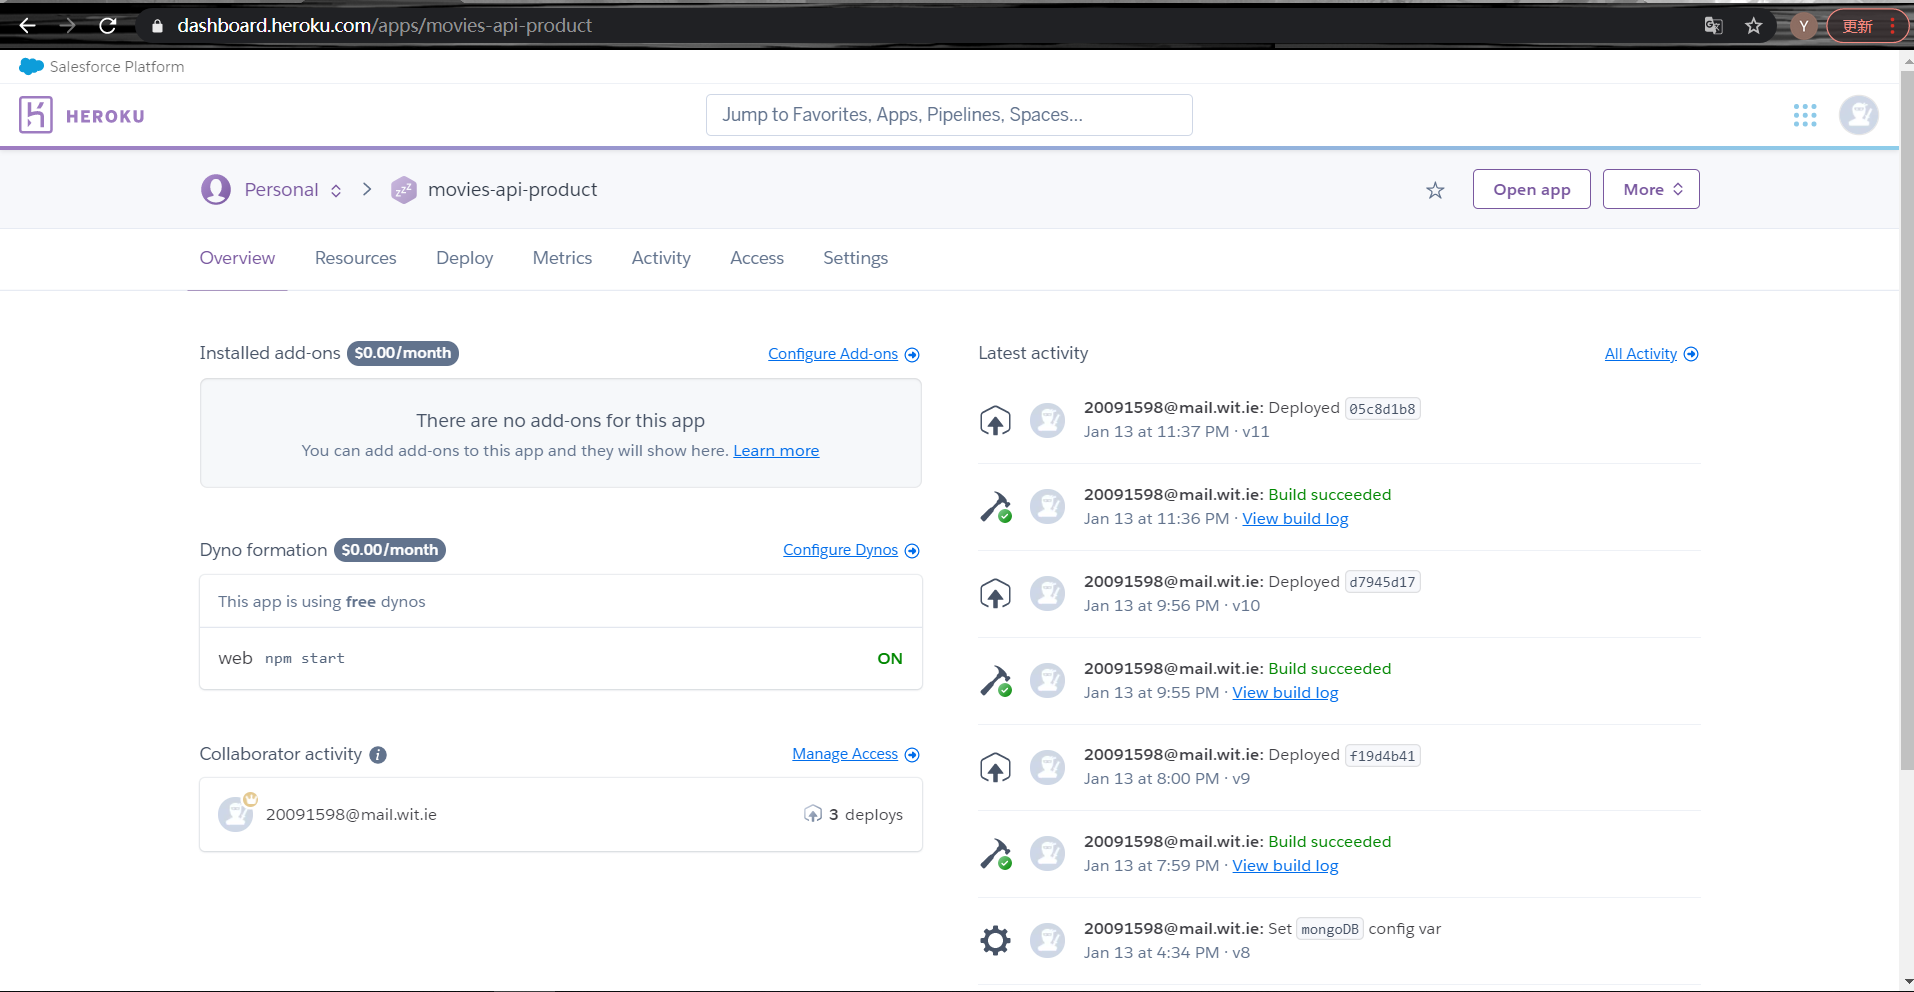 dashboard.heroku.com/apps/movies-api-product
Y
更新
Salesforce Platform
HEROKU
Jump to Favorites, Apps, Pipelines, Spaces...
Personal
zzZ
movies-api-product
Open app
More
Overview
Resources
Deploy
Metrics
Activity
Access
Settings
Installed add-ons $0.00/month
Configure Add-ons
There are no add-ons for this app
You can add add-ons to this app and they will show here. Learn more
Dyno formation $0.00/month
Configure Dynos
This app is using free dynos
web npm start
ON
Collaborator activity i
Manage Access
20091598@mail.wit.ie
3 deploys
Latest activity
All Activity
20091598@mail.wit.ie: Deployed 05c8d1b8
Jan 13 at 11:37 PM · v11
20091598@mail.wit.ie: Build succeeded
Jan 13 at 11:36 PM · View build log
20091598@mail.wit.ie: Deployed d7945d17
Jan 13 at 9:56 PM · v10
20091598@mail.wit.ie: Build succeeded
Jan 13 at 9:55 PM · View build log
20091598@mail.wit.ie: Deployed f19d4b41
Jan 13 at 8:00 PM · v9
20091598@mail.wit.ie: Build succeeded
Jan 13 at 7:59 PM · View build log
20091598@mail.wit.ie: Set mongoDB config var
Jan 13 at 4:34 PM · v8